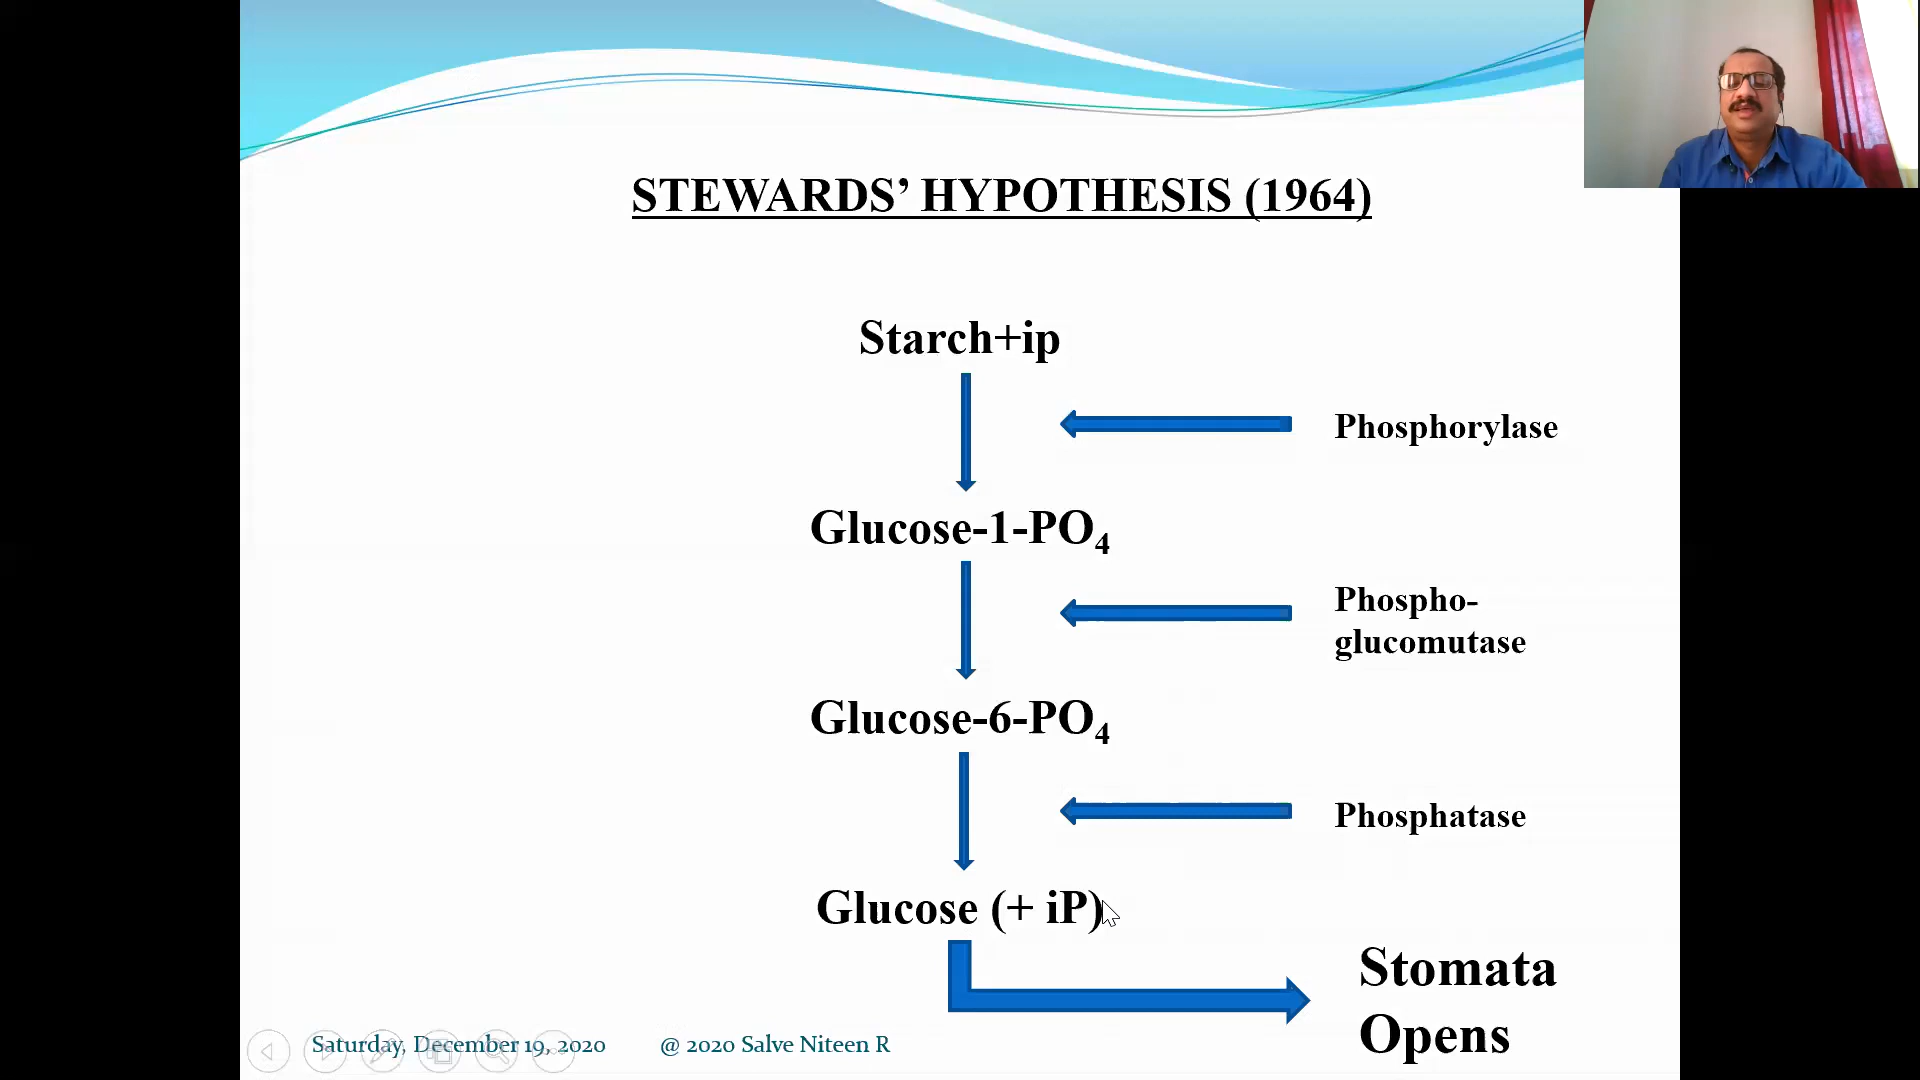 STEWARDS’ HYPOTHESIS (1964)
Starch+ip
Phosphorylase
Glucose-1-PO₄
Phospho-
glucomutase
Glucose-6-PO₄
Phosphatase
Glucose (+ iP)
Stomata
Opens
Saturday, December 19, 2020 @ 2020 Salve Niteen R